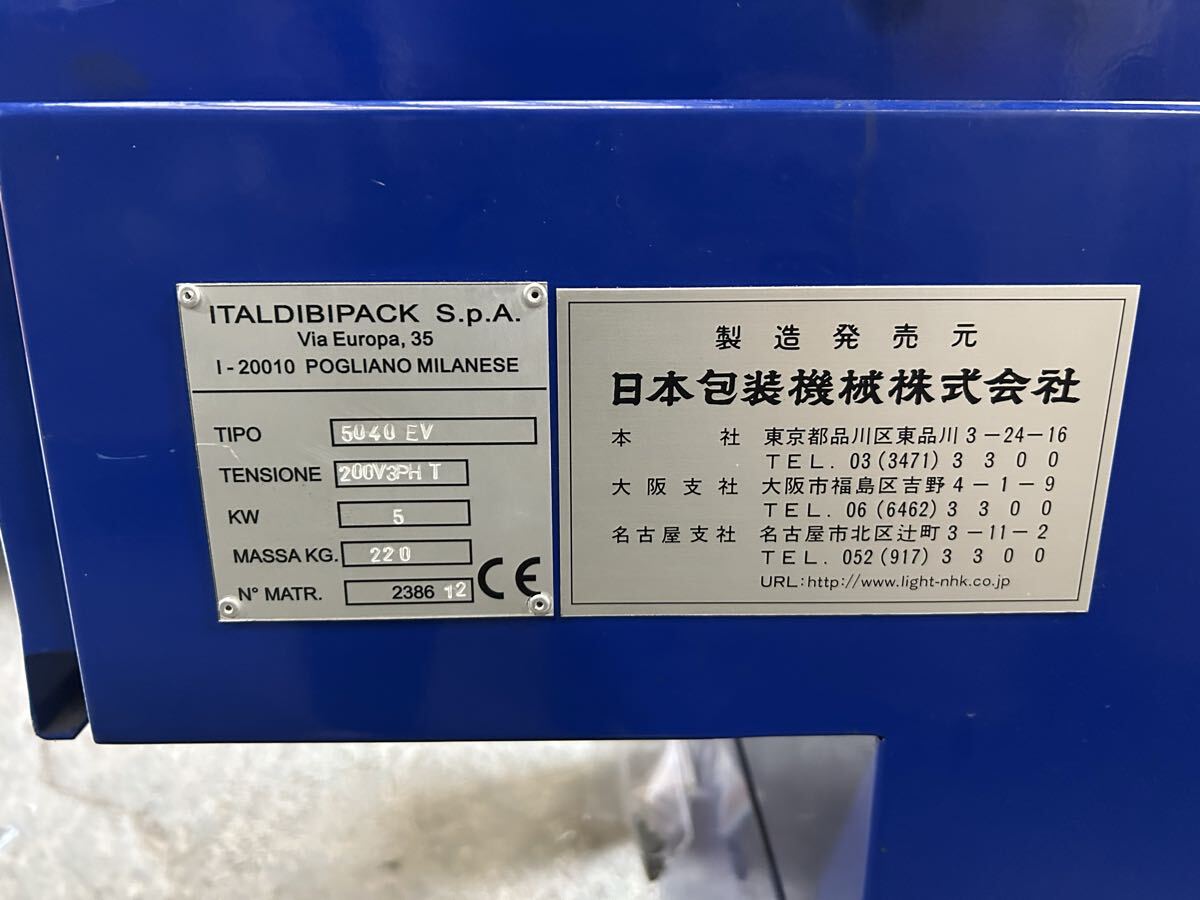 ITALDIBIPACK S.p.A.
Via Europa, 35
I - 20010 POGLIANO MILANESE
TIPO 5040 EV
TENSIONE 200V3PH T
KW 5
MASSA KG. 220
N° MATR. 2386 12
CE
製造発売元
日本包装機械株式会社
本社 東京都品川区東品川3-24-16
TEL. 03(3471)3300
大阪支社 大阪市福島区吉野4-1-9
TEL. 06(6462)3300
名古屋支社 名古屋市北区辻町3-11-2
TEL. 052(917)3300
URL:http://www.light-nhk.co.jp